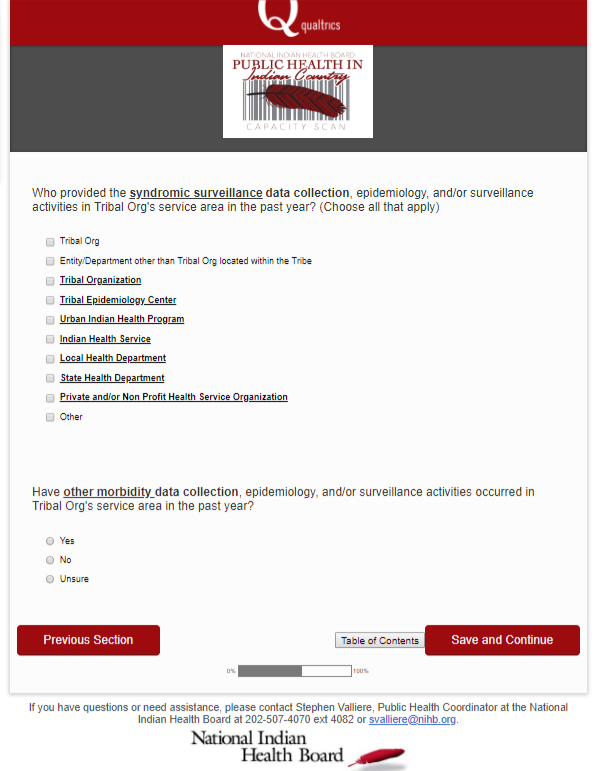 qualtrics
NATIONAL INDIAN HEALTH BOARD
PUBLIC HEALTH IN
Indian Country
CAPACITY SCAN
Who provided the syndromic surveillance data collection, epidemiology, and/or surveillance
activities in Tribal Org's service area in the past year? (Choose all that apply)
Tribal Org
Entity/Department other than Tribal Org located within the Tribe
Tribal Organization
Tribal Epidemiology Center
Urban Indian Health Program
Indian Health Service
Local Health Department
State Health Department
Private and/or Non Profit Health Service Organization
Other
Have other morbidity data collection, epidemiology, and/or surveillance activities occurred in
Tribal Org's service area in the past year?
Yes
No
Unsure
Previous Section
Table of Contents
Save and Continue
0%
100%
If you have questions or need assistance, please contact Stephen Valliere, Public Health Coordinator at the National
Indian Health Board at 202-507-4070 ext 4082 or svalliere@nihb.org.
National Indian
Health Board